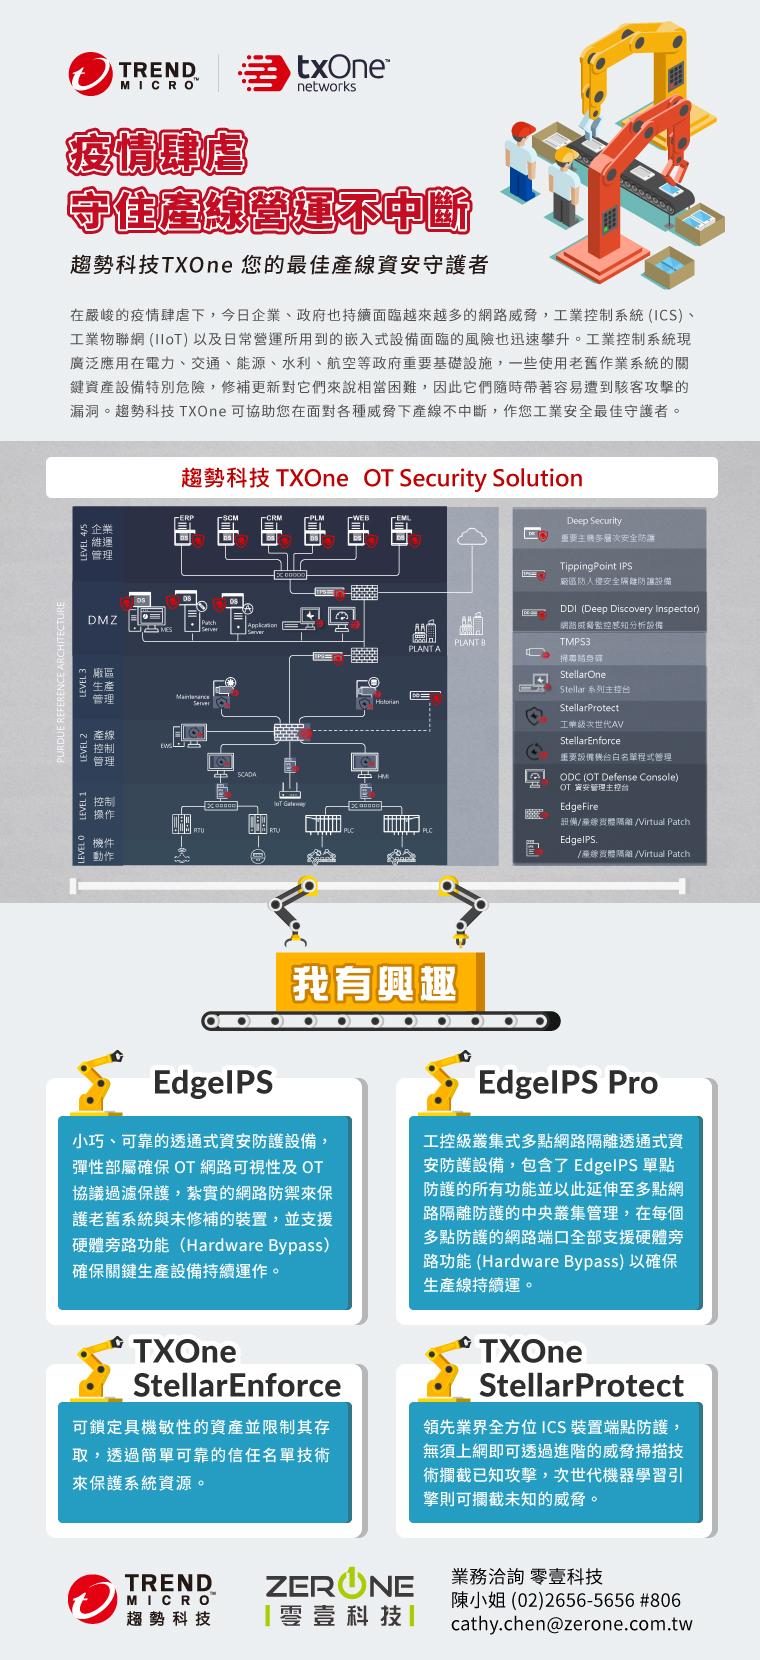 TREND MICRO™
txOne™ networks
疫情肆虐
守住產線營運不中斷
趨勢科技TXOne 您的最佳產線資安守護者
在嚴峻的疫情肆虐下，今日企業、政府也持續面臨越來越多的網路威脅，工業控制系統 (ICS)、
工業物聯網 (IIoT) 以及日常營運所用到的嵌入式設備面臨的風險也迅速攀升。工業控制系統現
廣泛應用在電力、交通、能源、水利、航空等政府重要基礎設施，一些使用老舊作業系統的關
鍵資產設備特別危險，修補更新對它們來說相當困難，因此它們隨時帶著容易遭到駭客攻擊的
漏洞。趨勢科技 TXOne 可協助您在面對各種威脅下產線不中斷，作您工業安全最佳守護者。
趨勢科技 TXOne OT Security Solution
PURDUE REFERENCE ARCHITECTURE
LEVEL 4/5
企業
維運
管理
ERP
SCM
CRM
PLM
WEB
EML
DS
DS
DS
DS
DS
DS
IPS
DMZ
DS
DS
DS
MES
Patch
Server
Application
Server
PLANT A
PLANT B
IPS
LEVEL 3
廠區
生產
管理
Maintenance
Server
Historian
DDI
LEVEL 2
產線
控制
管理
EWS
SCADA
HMI
LEVEL 1
控制
操作
IoT Gateway
RTU
RTU
PLC
PLC
LEVEL 0
機件
動作
Deep Security
重要主機多層次安全防護
TippingPoint IPS
廠區防入侵安全隔離防護設備
DDI (Deep Discovery Inspector)
網路威脅監控感知分析設備
TMPS3
掃毒隨身碟
StellarOne
Stellar 系列主控台
StellarProtect
工業級次世代AV
StellarEnforce
重要設備機台白名單程式管理
ODC (OT Defense Console)
OT 資安管理主控台
EdgeFire
設備/產線實體隔離 /Virtual Patch
EdgeIPS.
/產線實體隔離 /Virtual Patch
我有興趣
EdgeIPS
小巧、可靠的透通式資安防護設備，
彈性部屬確保 OT 網路可視性及 OT
協議過濾保護，紮實的網路防禦來保
護老舊系統與未修補的裝置，並支援
硬體旁路功能（Hardware Bypass）
確保關鍵生產設備持續運作。
EdgeIPS Pro
工控級叢集式多點網路隔離透通式資
安防護設備，包含了 EdgeIPS 單點
防護的所有功能並以此延伸至多點網
路隔離防護的中央叢集管理，在每個
多點防護的網路端口全部支援硬體旁
路功能 (Hardware Bypass) 以確保
生產線持續運。
TXOne
StellarEnforce
可鎖定具機敏性的資產並限制其存
取，透過簡單可靠的信任名單技術
來保護系統資源。
TXOne
StellarProtect
領先業界全方位 ICS 裝置端點防護，
無須上網即可透過進階的威脅掃描技
術攔截已知攻擊，次世代機器學習引
擎則可攔截未知的威脅。
TREND MICRO™
趨勢科技
ZERONE
零壹科技
業務洽詢 零壹科技
陳小姐 (02)2656-5656 #806
cathy.chen@zerone.com.tw